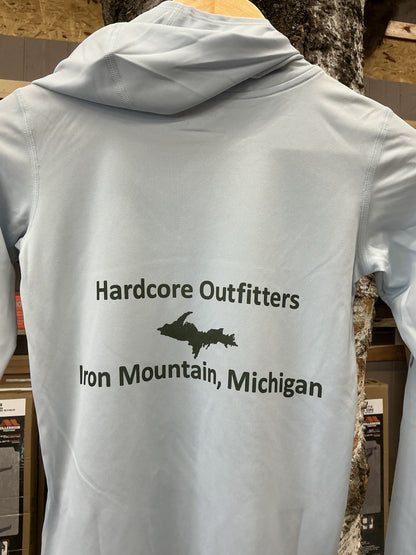 Hardcore Outfitters
Iron Mountain, Michigan